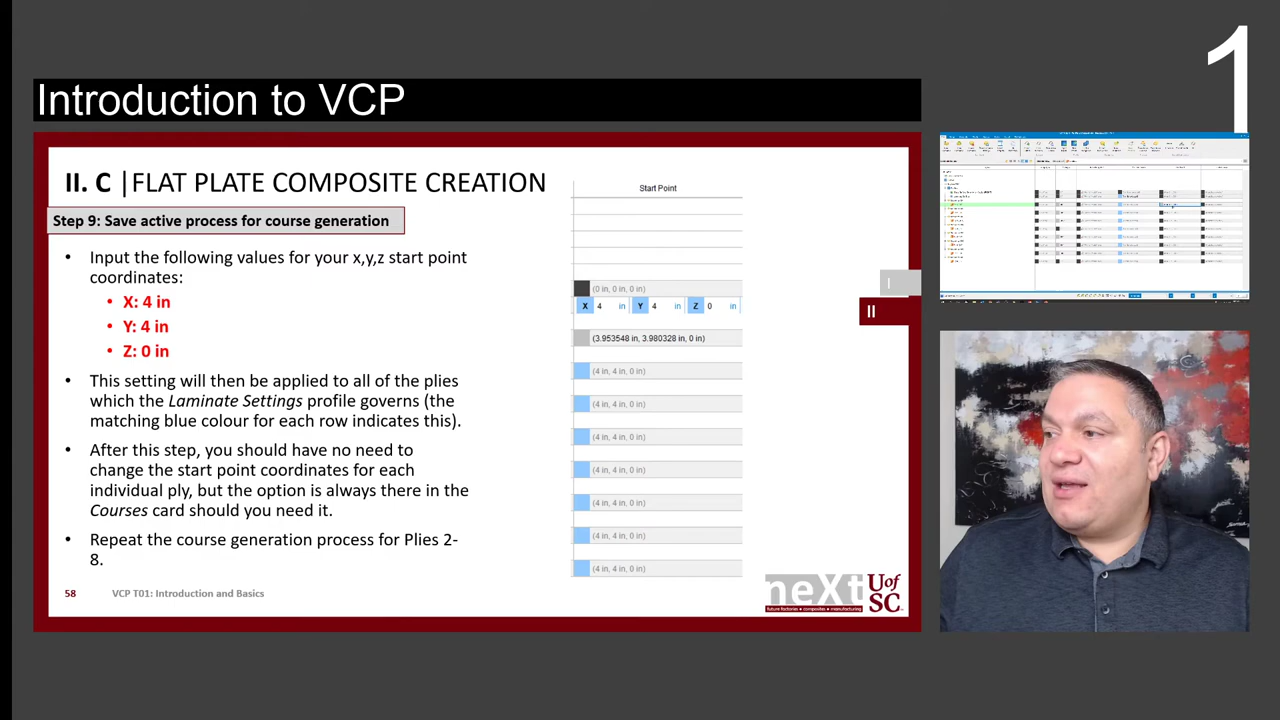 1
Introduction to VCP
II. C |FLAT PLATE COMPOSITE CREATION
Step 9: Save active process for course generation
• Input the following values for your x,y,z start point
coordinates:
• X: 4 in
• Y: 4 in
• Z: 0 in
• This setting will then be applied to all of the plies
which the Laminate Settings profile governs (the
matching blue colour for each row indicates this).
• After this step, you should have no need to
change the start point coordinates for each
individual ply, but the option is always there in the
Courses card should you need it.
• Repeat the course generation process for Plies 2-
8.
Start Point
(0 in, 0 in, 0 in)
X 4 in Y 4 in Z 0 in
(3.953548 in, 3.980328 in, 0 in)
(4 in, 4 in, 0 in)
(4 in, 4 in, 0 in)
(4 in, 4 in, 0 in)
(4 in, 4 in, 0 in)
(4 in, 4 in, 0 in)
(4 in, 4 in, 0 in)
(4 in, 4 in, 0 in)
I
II
58 VCP T01: Introduction and Basics
neXt
future factories • composites • manufacturing
U of
SC